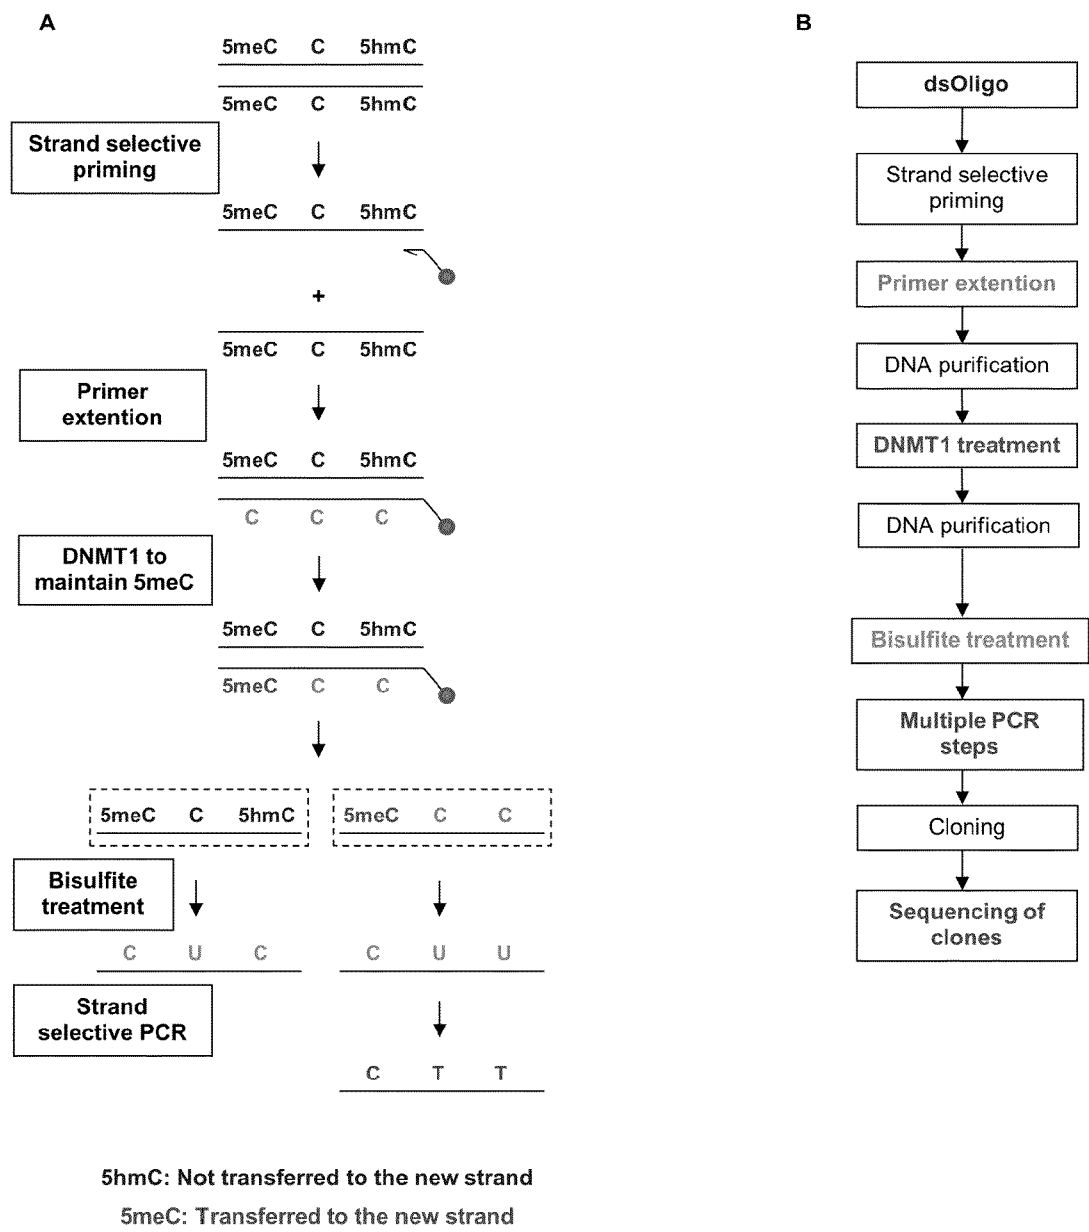 A
5meC C 5hmC
5meC C 5hmC
Strand selective
priming
5meC C 5hmC
+
5meC C 5hmC
Primer
extention
5meC C 5hmC
C C C
DNMT1 to
maintain 5meC
5meC C 5hmC
5meC C C
5meC C 5hmC
5meC C C
Bisulfite
treatment
C U C
C U U
Strand
selective PCR
C T T
5hmC: Not transferred to the new strand
5meC: Transferred to the new strand
B
dsOligo
Strand selective
priming
Primer extention
DNA purification
DNMT1 treatment
DNA purification
Bisulfite treatment
Multiple PCR
steps
Cloning
Sequencing of
clones